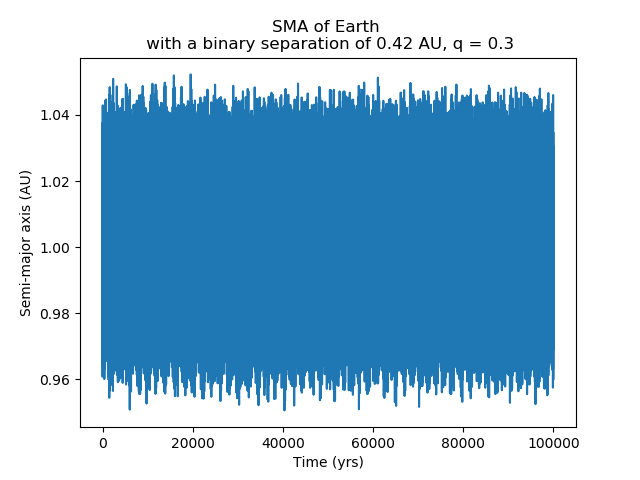 SMA of Earth
with a binary separation of 0.42 AU, q = 0.3
Semi-major axis (AU)
1.04
1.02
1.00
0.98
0.96
0 20000 40000 60000 80000 100000
Time (yrs)